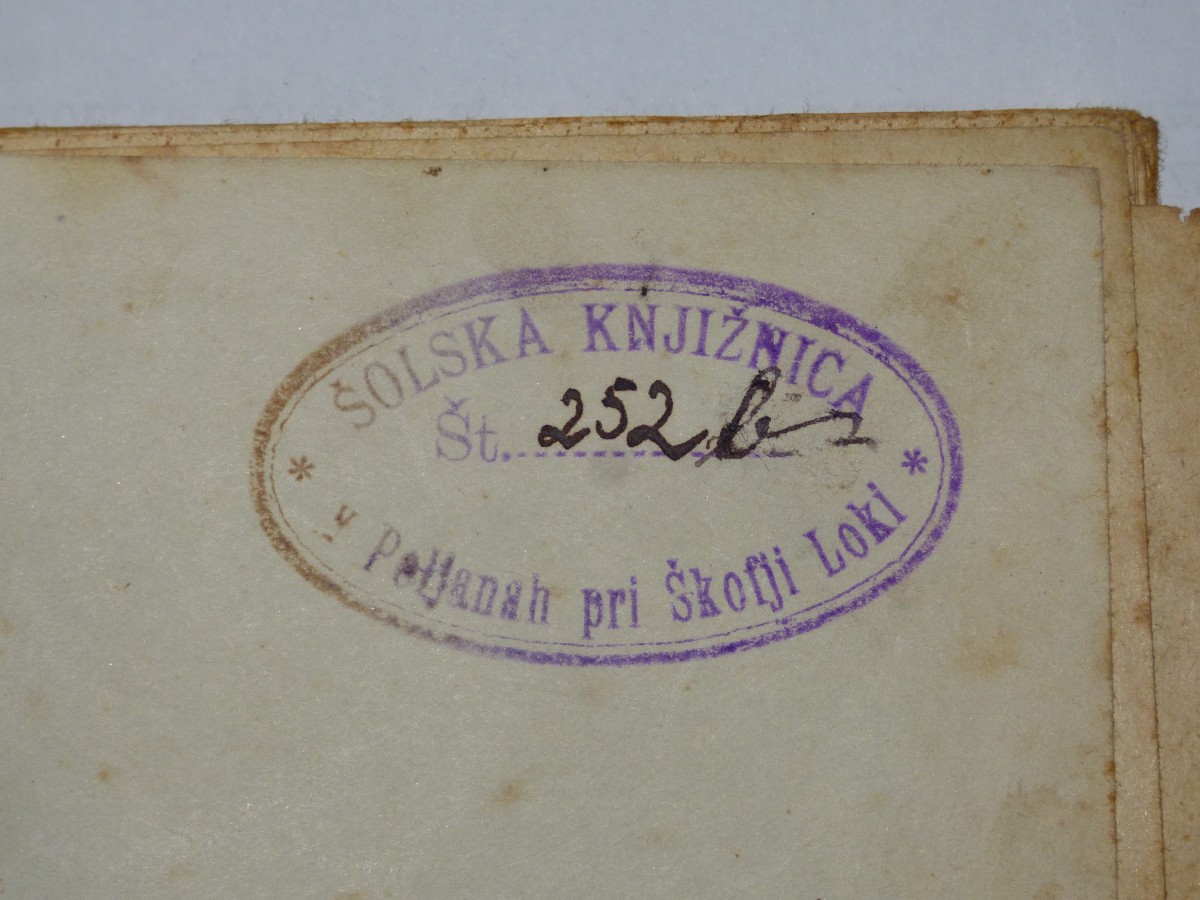 ŠOLSKA KNJIŽNICA
Št. 252 b
* v Poljanah pri Škofji Loki *